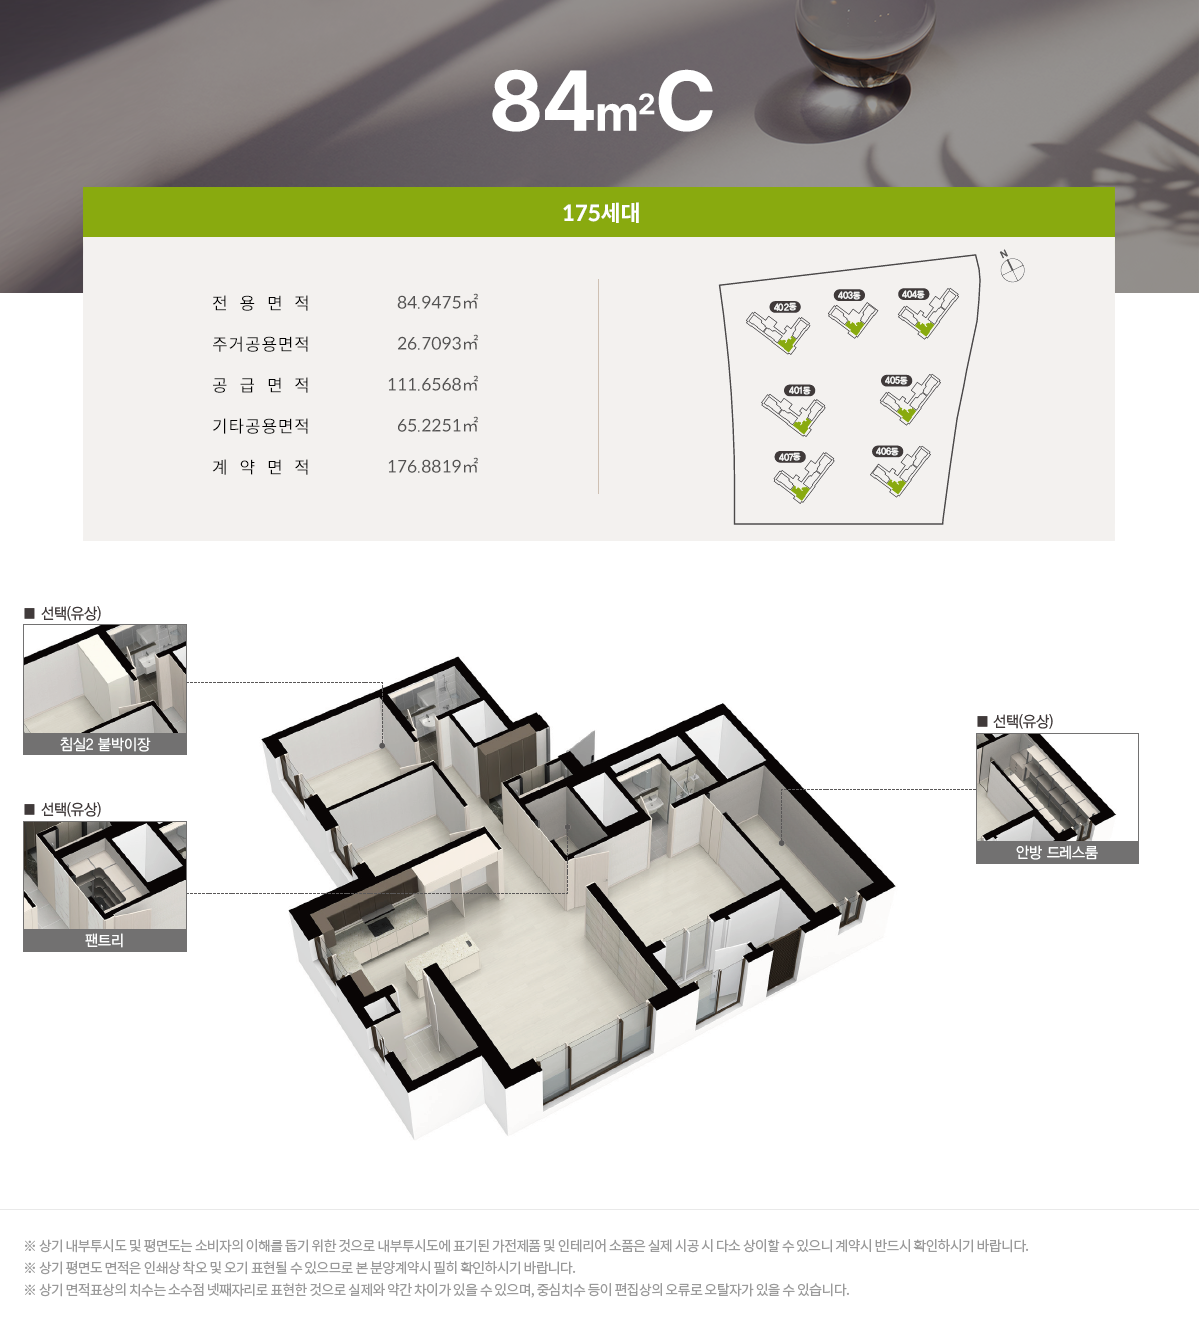 84m²C
175세대
전 용 면 적 84.9475㎡
주거공용면적 26.7093㎡
공 급 면 적 111.6568㎡
기타공용면적 65.2251㎡
계 약 면 적 176.8819㎡
N
402동
403동
404동
401동
405동
407동
406동
■ 선택(유상)
침실2 붙박이장
■ 선택(유상)
안방 드레스룸
■ 선택(유상)
팬트리
※ 상기 내부투시도 및 평면도는 소비자의 이해를 돕기 위한 것으로 내부투시도에 표기된 가전제품 및 인테리어 소품은 실제 시공 시 다소 상이할 수 있으니 계약시 반드시 확인하시기 바랍니다.
※ 상기 평면도 면적은 인쇄상 착오 및 오기 표현될 수 있으므로 본 분양계약시 필히 확인하시기 바랍니다.
※ 상기 면적표상의 치수는 소수점 넷째자리로 표현한 것으로 실제와 약간 차이가 있을 수 있으며, 중심치수 등이 편집상의 오류로 오탈자가 있을 수 있습니다.